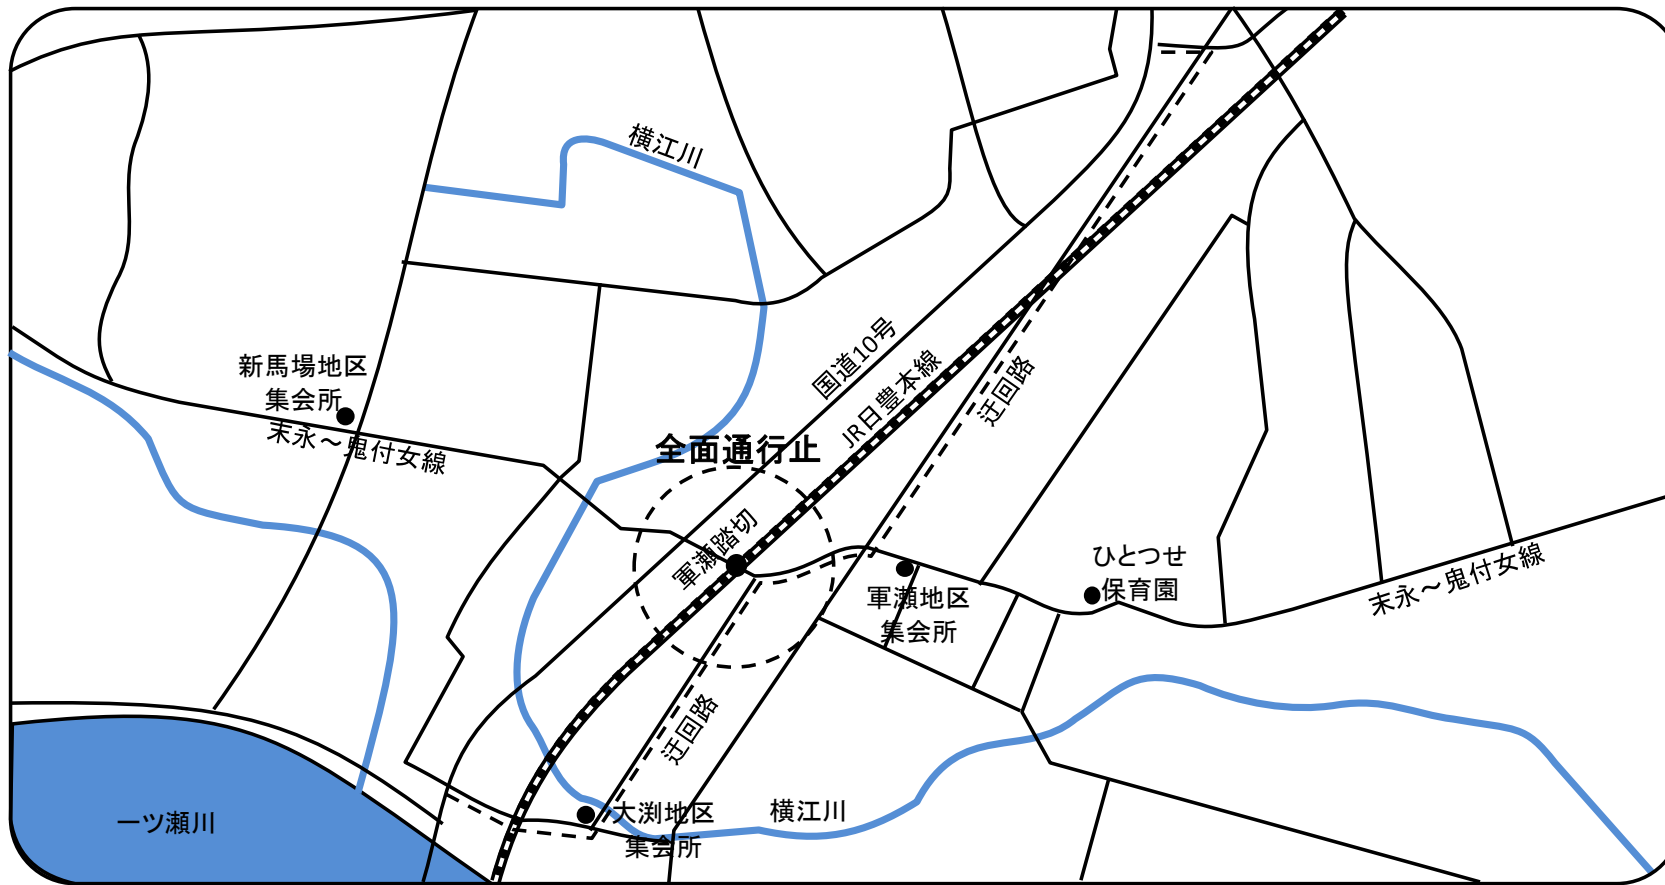 横江川
国道10号
JR日豊本線
迂回路
新馬場地区
集会所
末永～鬼付女線
全面通行止
軍瀬踏切
ひとつせ
保育園
末永～鬼付女線
軍瀬地区
集会所
迂回路
大渕地区
集会所
横江川
一ツ瀬川